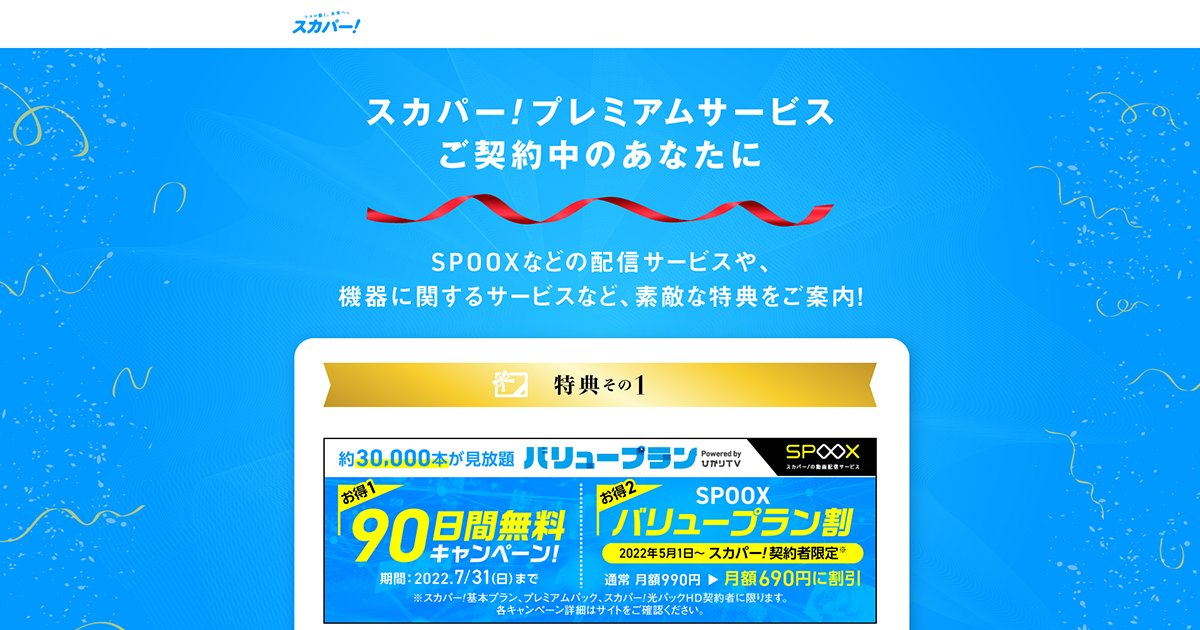 スカパー!
スカパー!プレミアムサービス
ご契約中のあなたに
SPOOXなどの配信サービスや、
機器に関するサービスなど、素敵な特典をご案内!
特典その1
約30,000本が見放題 バリュープラン Powered by ひかりTV
SPOOX
スカパー!の動画配信サービス
お得1
90日間無料
キャンペーン!
期間:2022.7/31(日)まで
お得2
SPOOX
バリュープラン割
2022年5月1日〜 スカパー!契約者限定※
通常 月額990円 ▶ 月額690円に割引
※スカパー!基本プラン、プレミアムパック、スカパー!光パックHD契約者に限ります。
各キャンペーン詳細はサイトをご確認ください。